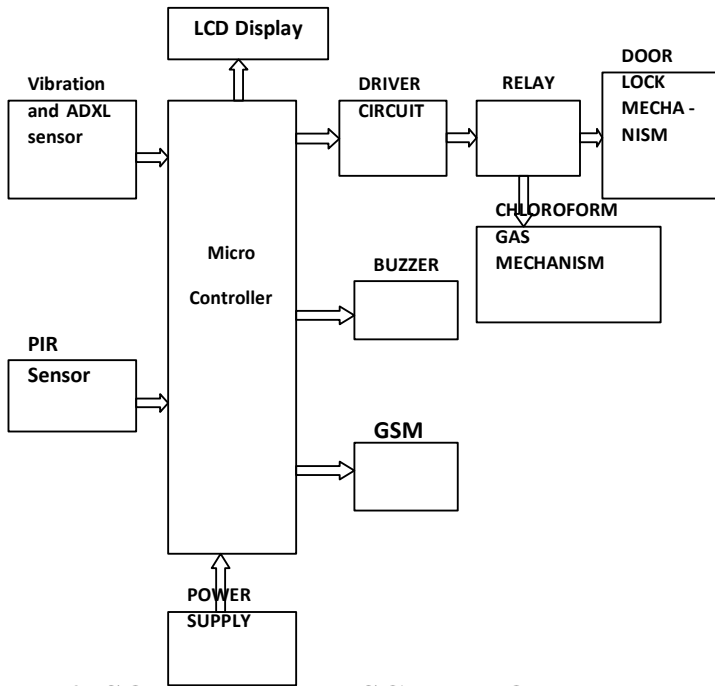 LCD Display
Vibration
and ADXL
sensor
DRIVER
CIRCUIT
RELAY
DOOR
LOCK
MECHA -
NISM
CHLOROFORM
GAS
MECHANISM
Micro
Controller
BUZZER
PIR
Sensor
GSM
POWER
SUPPLY